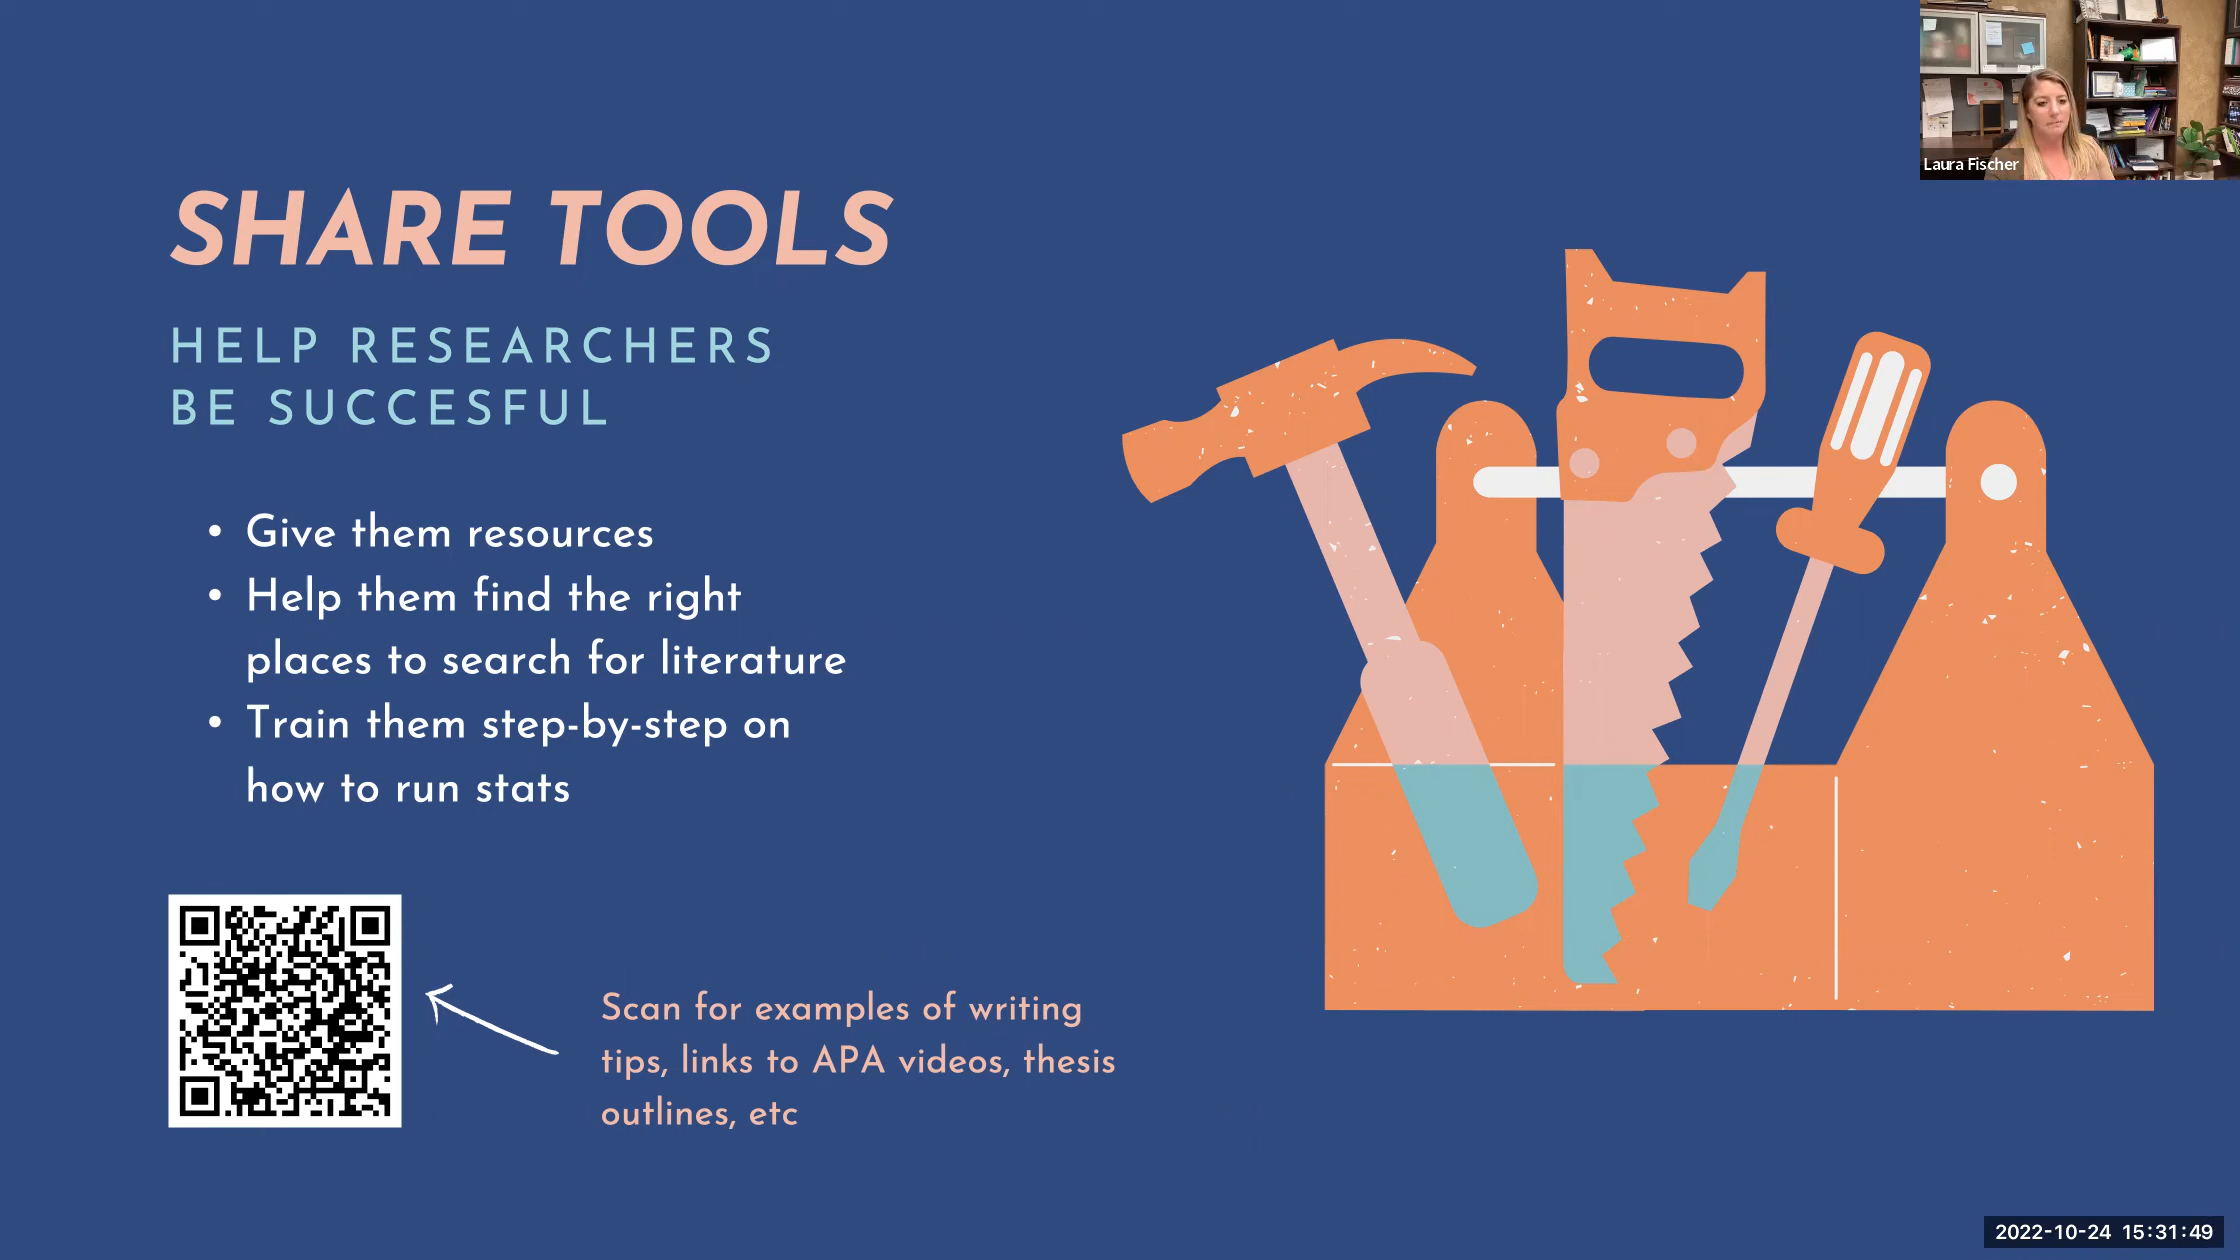 Laura Fischer
SHARE TOOLS
HELP RESEARCHERS
BE SUCCESFUL
• Give them resources
• Help them find the right
places to search for literature
• Train them step-by-step on
how to run stats
Scan for examples of writing
tips, links to APA videos, thesis
outlines, etc
2022-10-24 15:31:49